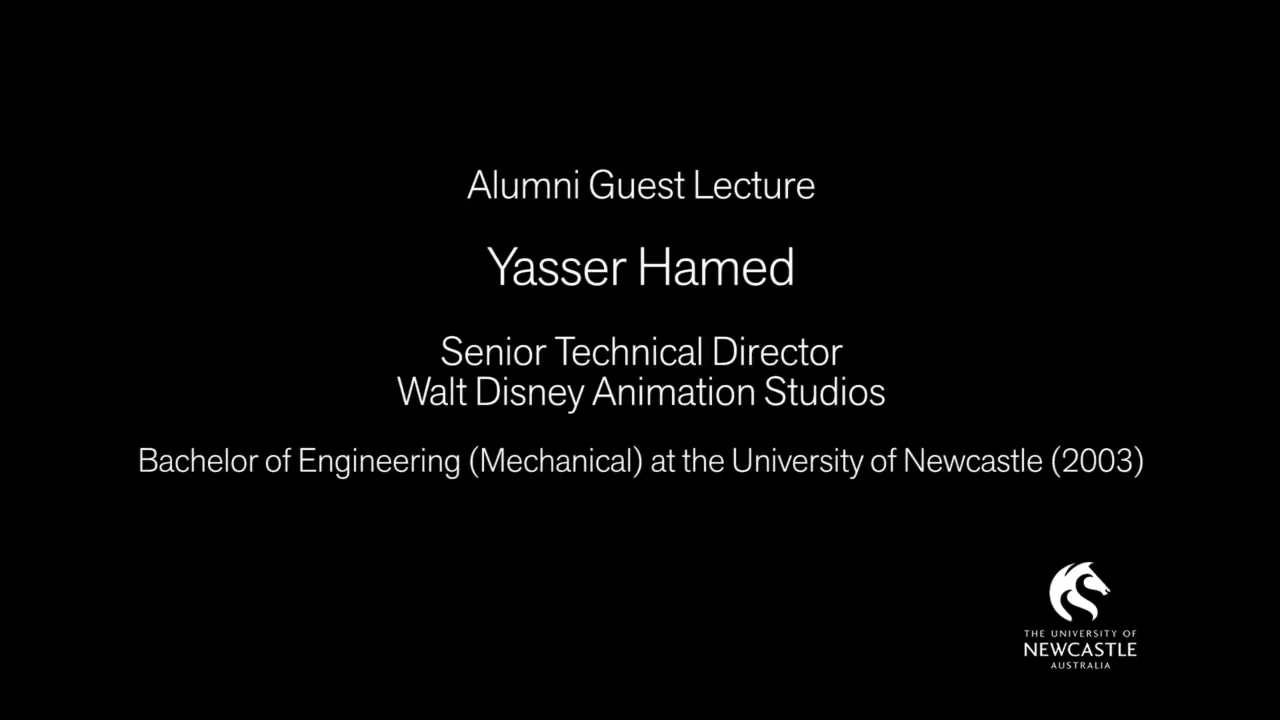 Alumni Guest Lecture
Yasser Hamed
Senior Technical Director
Walt Disney Animation Studios
Bachelor of Engineering (Mechanical) at the University of Newcastle (2003)
THE UNIVERSITY OF
NEWCASTLE
AUSTRALIA